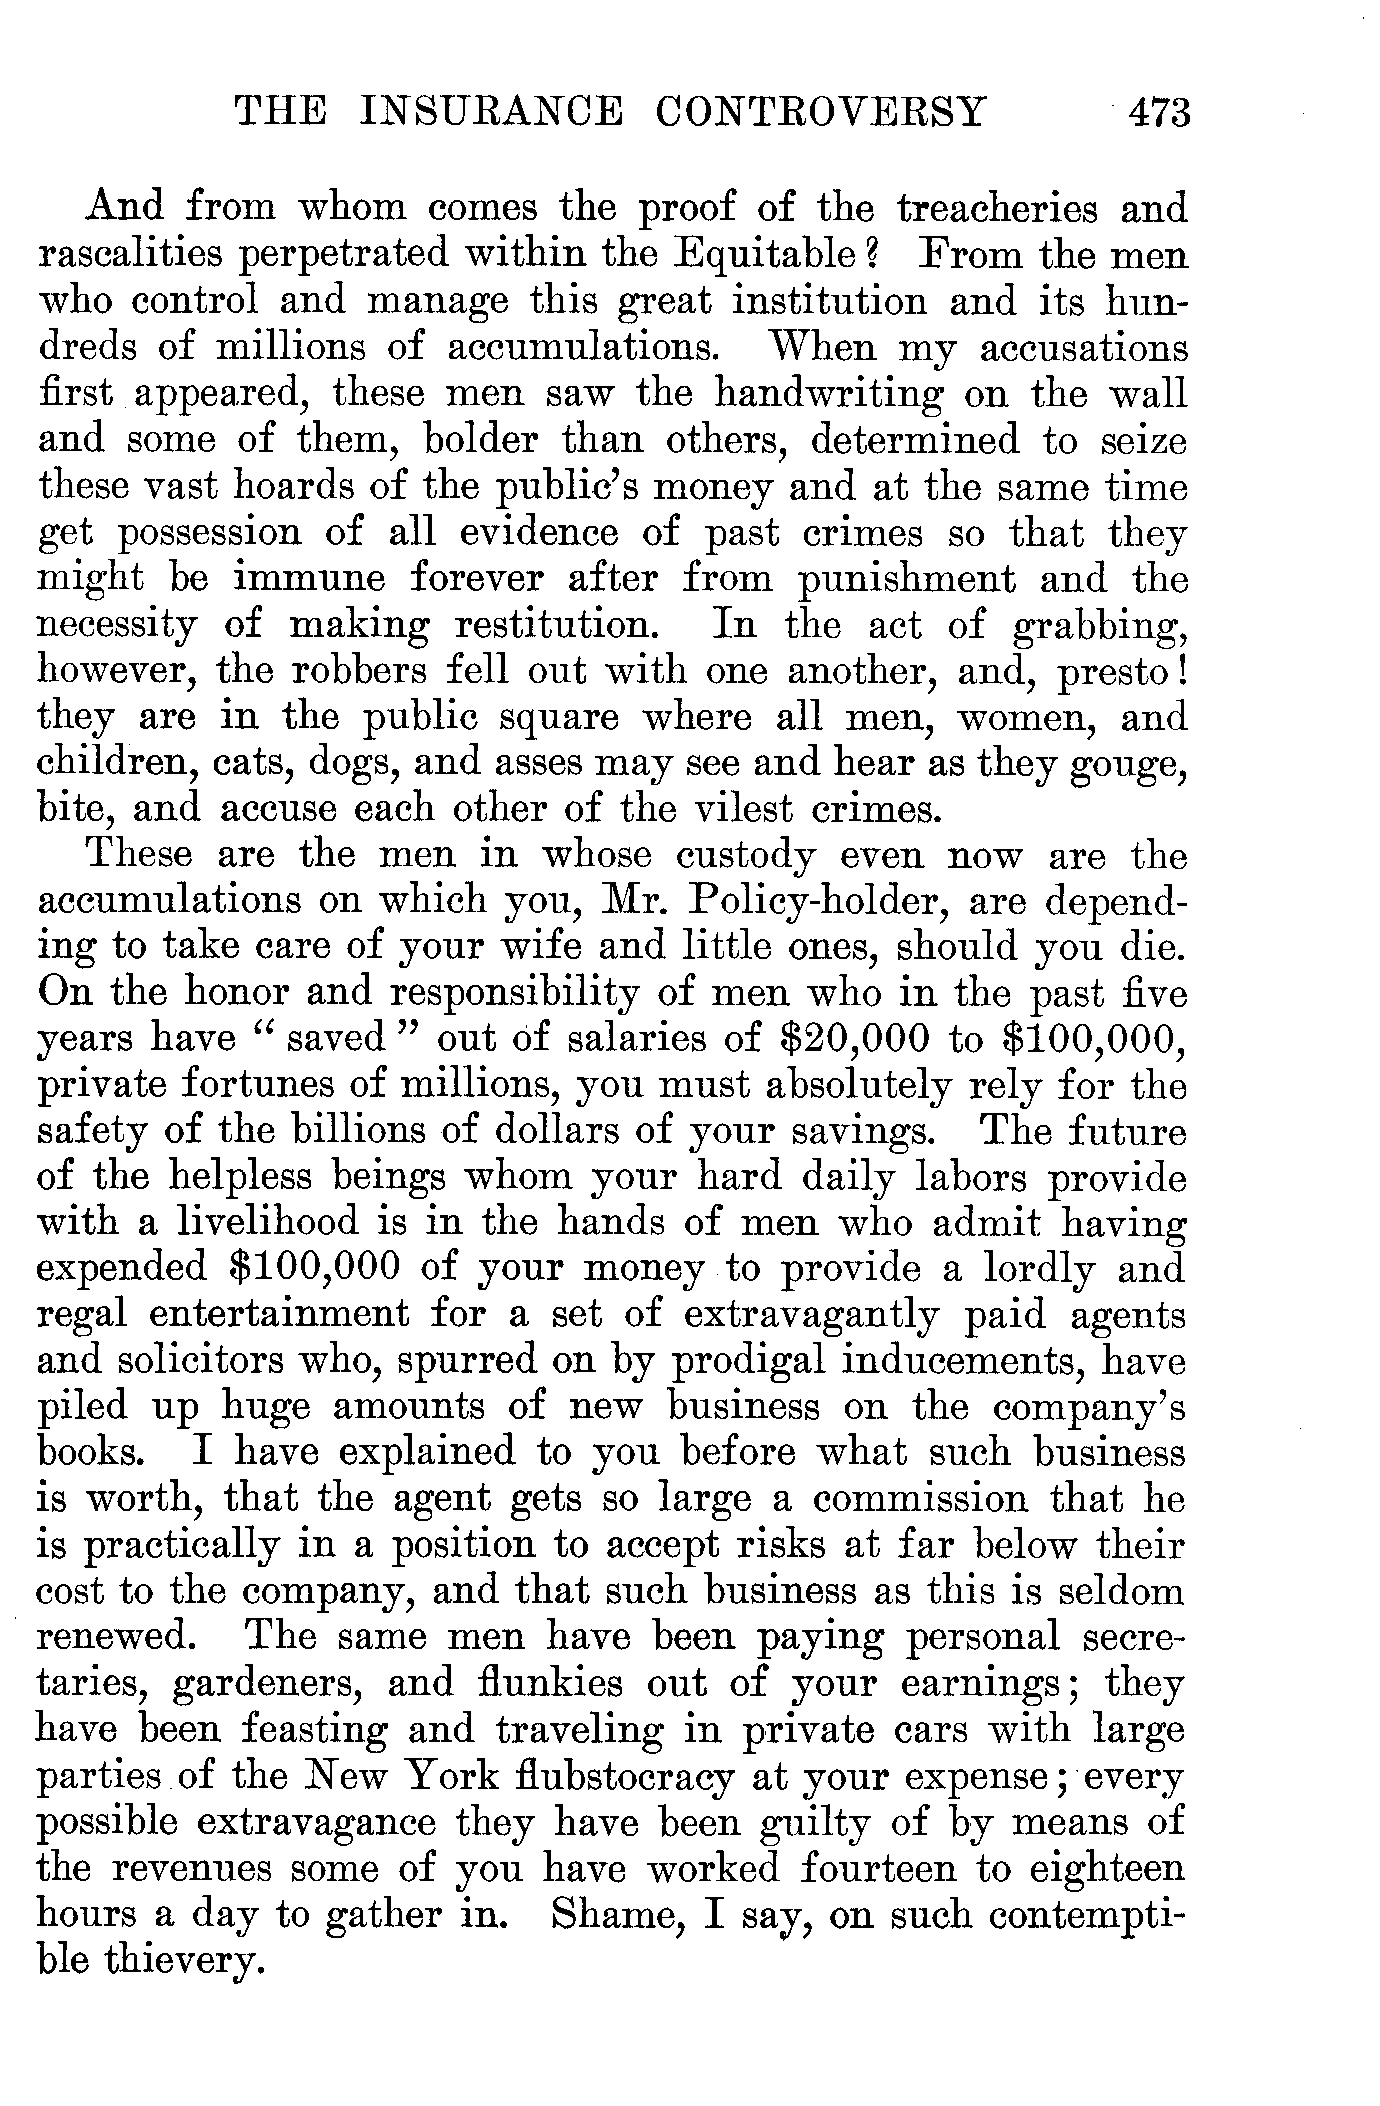 THE INSURANCE CONTROVERSY 473
And from whom comes the proof of the treacheries and
rascalities perpetrated within the Equitable? From the men
who control and manage this great institution and its hun-
dreds of millions of accumulations. When my accusations
first appeared, these men saw the handwriting on the wall
and some of them, bolder than others, determined to seize
these vast hoards of the public's money and at the same time
get possession of all evidence of past crimes so that they
might be immune forever after from punishment and the
necessity of making restitution. In the act of grabbing,
however, the robbers fell out with one another, and, presto!
they are in the public square where all men, women, and
children, cats, dogs, and asses may see and hear as they gouge,
bite, and accuse each other of the vilest crimes.
These are the men in whose custody even now are the
accumulations on which you, Mr. Policy-holder, are depend-
ing to take care of your wife and little ones, should you die.
On the honor and responsibility of men who in the past five
years have "saved" out of salaries of $20,000 to $100,000,
private fortunes of millions, you must absolutely rely for the
safety of the billions of dollars of your savings. The future
of the helpless beings whom your hard daily labors provide
with a livelihood is in the hands of men who admit having
expended $100,000 of your money to provide a lordly and
regal entertainment for a set of extravagantly paid agents
and solicitors who, spurred on by prodigal inducements, have
piled up huge amounts of new business on the company's
books. I have explained to you before what such business
is worth, that the agent gets so large a commission that he
is practically in a position to accept risks at far below their
cost to the company, and that such business as this is seldom
renewed. The same men have been paying personal secre-
taries, gardeners, and flunkies out of your earnings; they
have been feasting and traveling in private cars with large
parties of the New York flubstocracy at your expense; every
possible extravagance they have been guilty of by means of
the revenues some of you have worked fourteen to eighteen
hours a day to gather in. Shame, I say, on such contempti-
ble thievery.